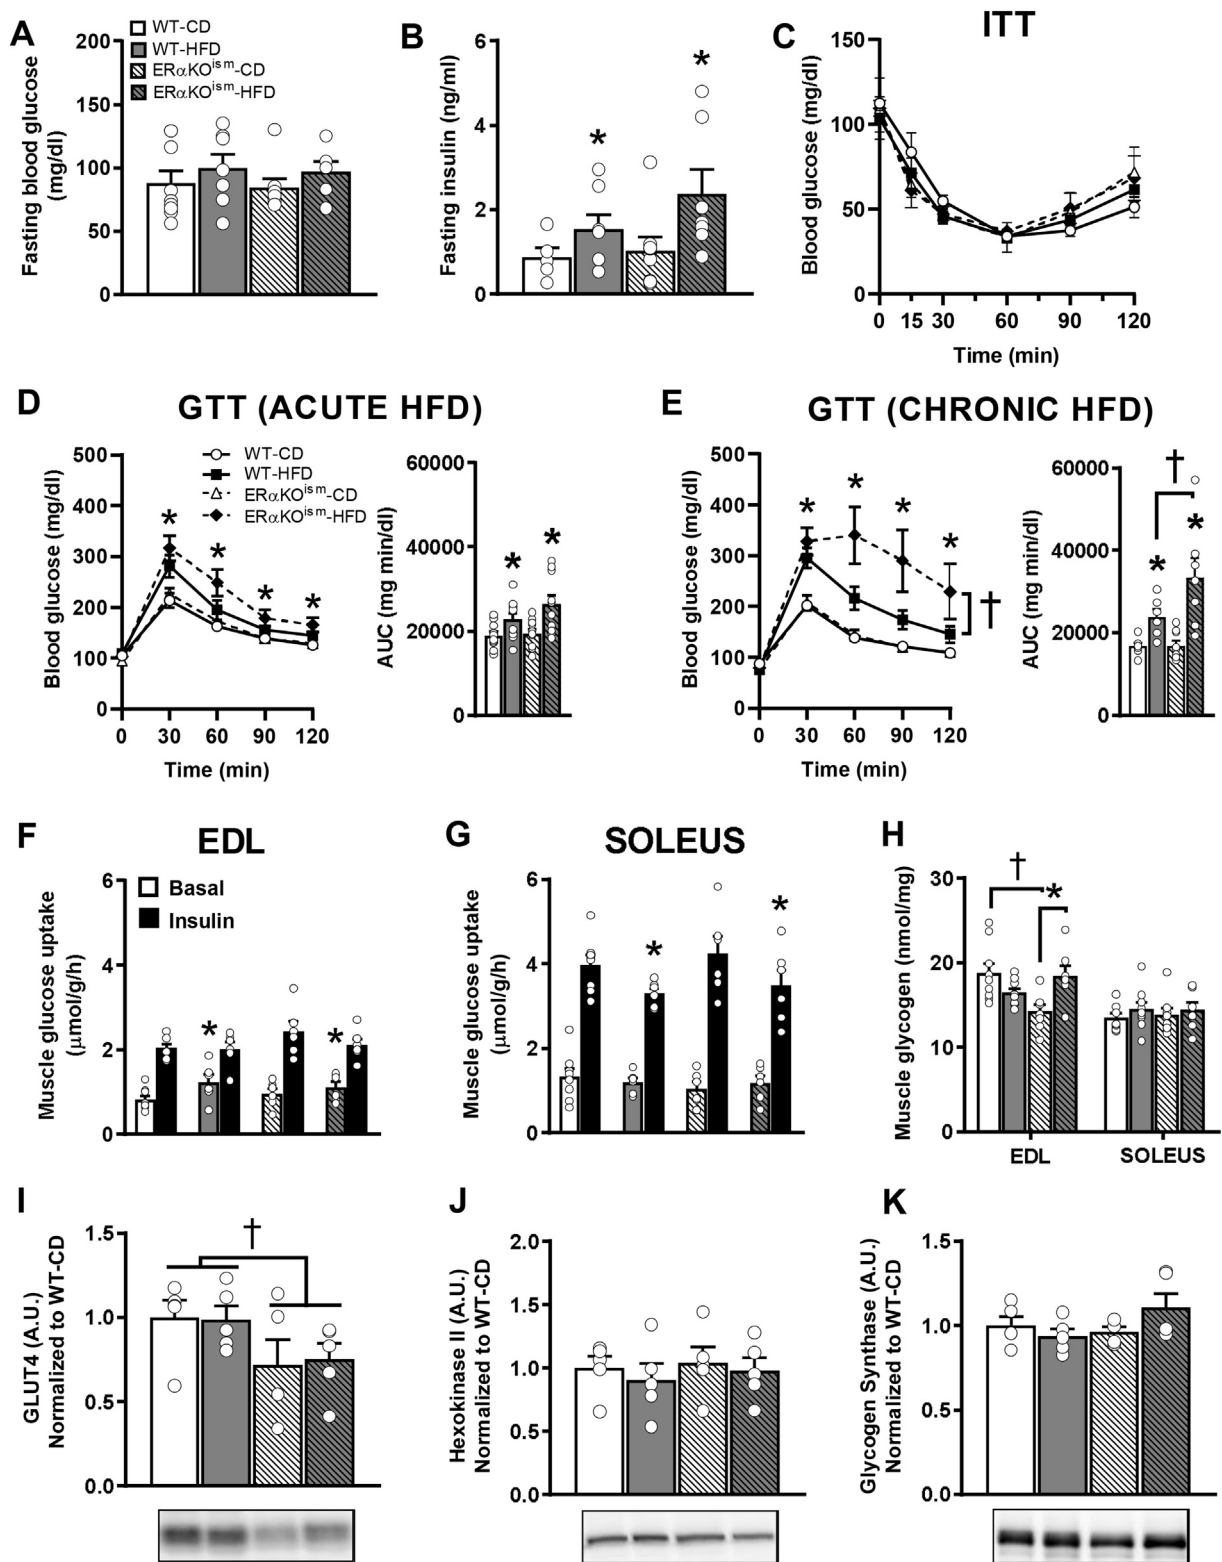 A
WT-CD
WT-HFD
ERαKOism-CD
ERαKOism-HFD
Fasting blood glucose
(mg/dl)
200
150
100
50
0
B
Fasting insulin (ng/ml)
6
4
2
0
*
*
C
ITT
Blood glucose (mg/dl)
150
100
50
0
0 15 30 60 90 120
Time (min)
D
GTT (ACUTE HFD)
WT-CD
WT-HFD
ERαKOism-CD
ERαKOism-HFD
Blood glucose (mg/dl)
500
400
300
200
100
0
* * * *
0 30 60 90 120
Time (min)
AUC (mg min/dl)
60000
40000
20000
0
* *
E
GTT (CHRONIC HFD)
Blood glucose (mg/dl)
500
400
300
200
100
0
* * * *
†
0 30 60 90 120
Time (min)
AUC (mg min/dl)
60000
40000
20000
0
†
* *
F
EDL
Basal
Insulin
Muscle glucose uptake
(μmol/g/h)
6
4
2
0
* *
G
SOLEUS
Muscle glucose uptake
(μmol/g/h)
6
4
2
0
* *
H
Muscle glycogen (nmol/mg)
30
20
10
0
† *
EDL SOLEUS
I
GLUT4 (A.U.)
Normalized to WT-CD
1.5
1.0
0.5
0.0
†
J
Hexokinase II (A.U.)
Normalized to WT-CD
2.0
1.5
1.0
0.5
0.0
K
Glycogen Synthase (A.U.)
Normalized to WT-CD
1.5
1.0
0.5
0.0